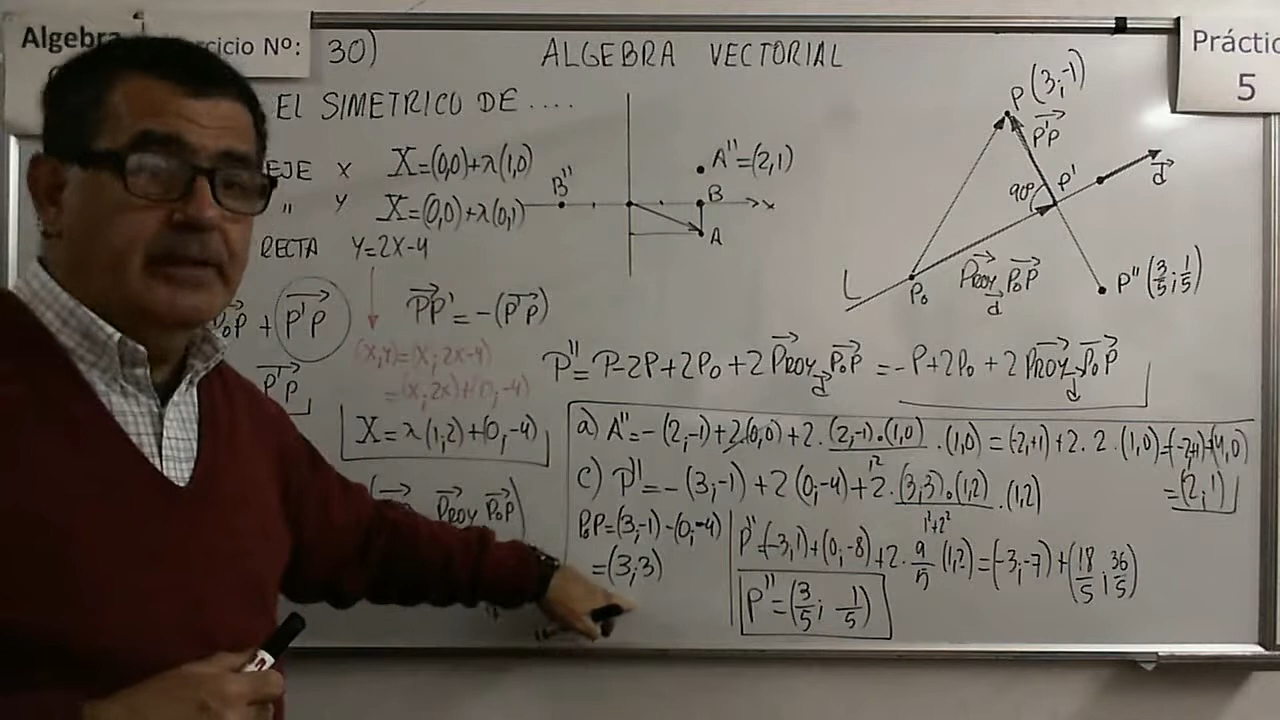 Algebra
Ejercicio Nº: 30)
ALGEBRA VECTORIAL
Práctic
5
EL SIMETRICO DE ....
EJE X X=(0,0)+λ(1,0)
" Y X=(0,0)+λ(0,1)
RECTA Y=2X-4
P₀P + P'P
PP' = -(P'P)
P'P
(X,Y)=(X; 2X-4)
=(X; 2X)+(0,-4)
X=λ(1,2)+(0,-4)
Proy P₀P)
B''
A''=(2,1)
B
x
A
P (3;-1)
P'P
90º
P'
d
L
P₀
Proy P₀P
d
P'' (3/5; 1/5)
P''= P-2P+2P₀+2 Proy P₀P = -P+2P₀+2 Proy P₀P
d d
a) A''= -(2,-1)+2.(0,0)+2.(2,-1).(1,0)/1² .(1,0) = (-2,+1)+2.2.(1,0)=(-2,+1)+(4,0)
=(2,1)
c) P''= -(3,-1)+2(0,-4)+2.(3,3).(1,2)/1²+2² .(1,2)
P₀P=(3,-1)-(0,-4)
=(3,3)
P''=(-3,1)+(0,-8)+2. 9/5 (1,2)=(-3,-7)+(18/5; 36/5)
P''=(3/5; 1/5)